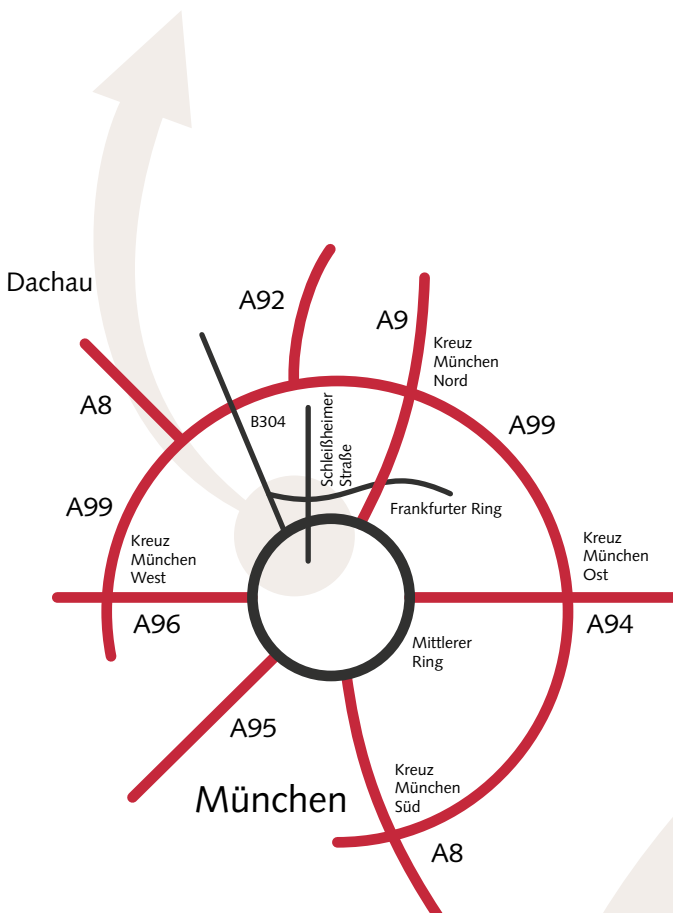 Dachau
A92
A9
Kreuz
München
Nord
A8
B304
Schleißheimer
Straße
A99
A99
Frankfurter Ring
Kreuz
München
West
Kreuz
München
Ost
A96
A94
Mittlerer
Ring
A95
München
Kreuz
München
Süd
A8